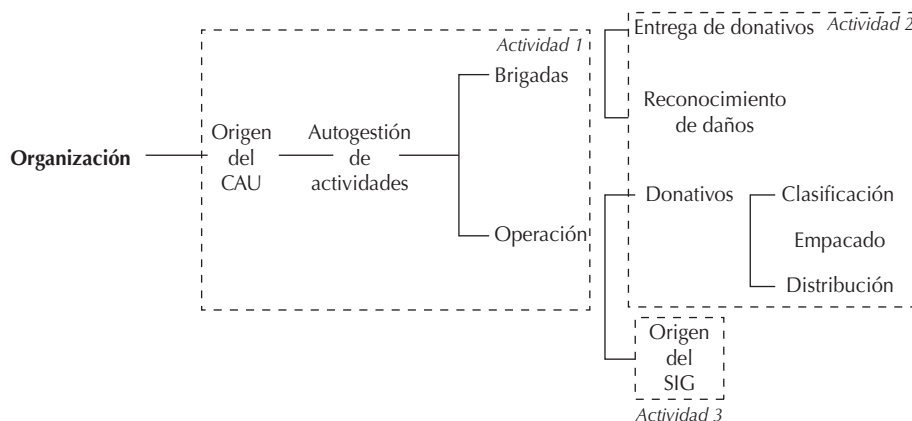 Organización
Origen
del
CAU
Autogestión
de
actividades
Actividad 1
Brigadas
Operación
Entrega de donativos
Actividad 2
Reconocimiento
de daños
Donativos
Clasificación
Empacado
Distribución
Origen
del
SIG
Actividad 3